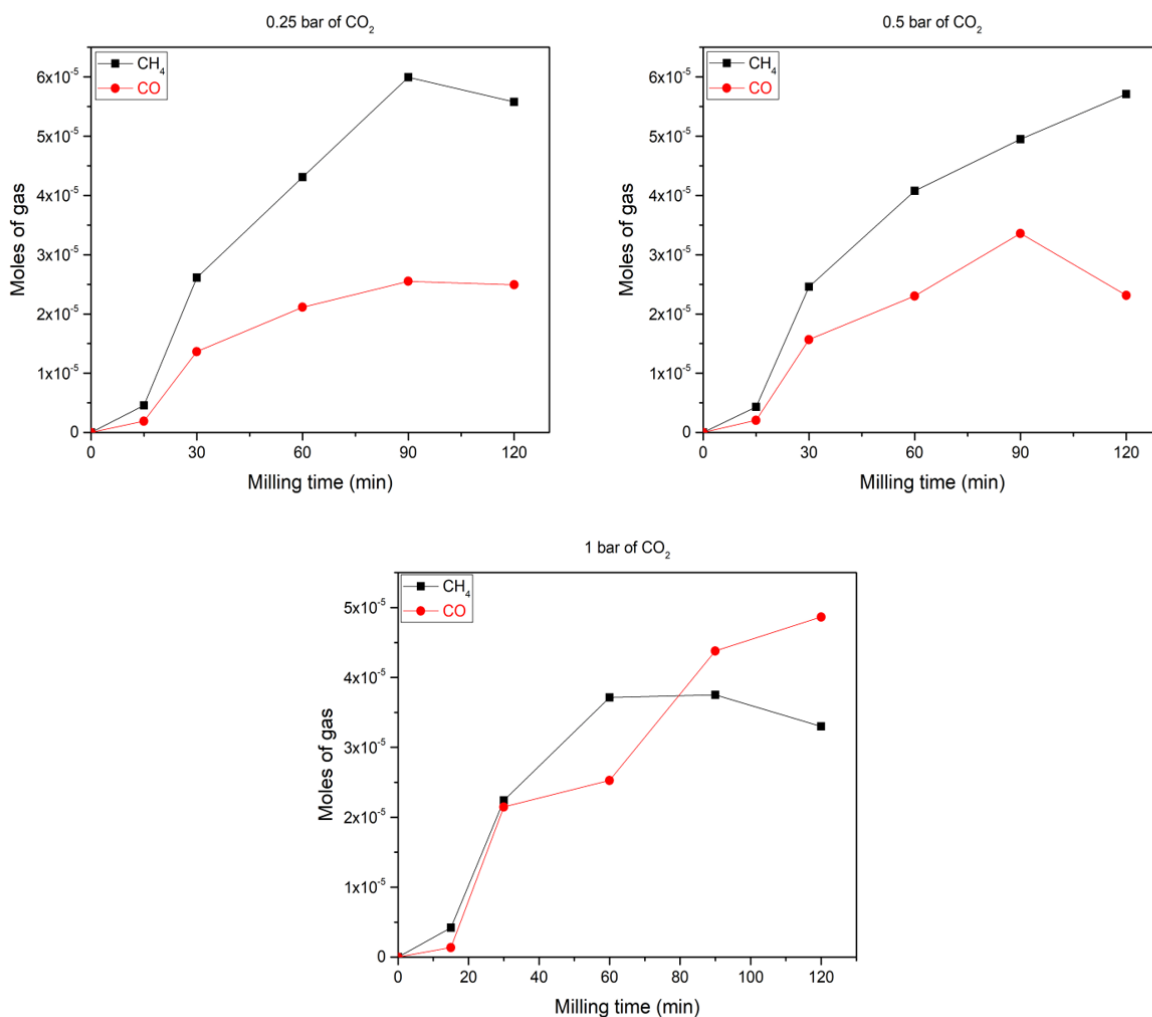 0.25 bar of CO₂
CH₄
CO
6x10⁻⁵
5x10⁻⁵
4x10⁻⁵
3x10⁻⁵
2x10⁻⁵
1x10⁻⁵
0
Moles of gas
0 30 60 90 120
Milling time (min)
0.5 bar of CO₂
CH₄
CO
6x10⁻⁵
5x10⁻⁵
4x10⁻⁵
3x10⁻⁵
2x10⁻⁵
1x10⁻⁵
0
Moles of gas
0 30 60 90 120
Milling time (min)
1 bar of CO₂
CH₄
CO
5x10⁻⁵
4x10⁻⁵
3x10⁻⁵
2x10⁻⁵
1x10⁻⁵
0
Moles of gas
0 20 40 60 80 100 120
Milling time (min)